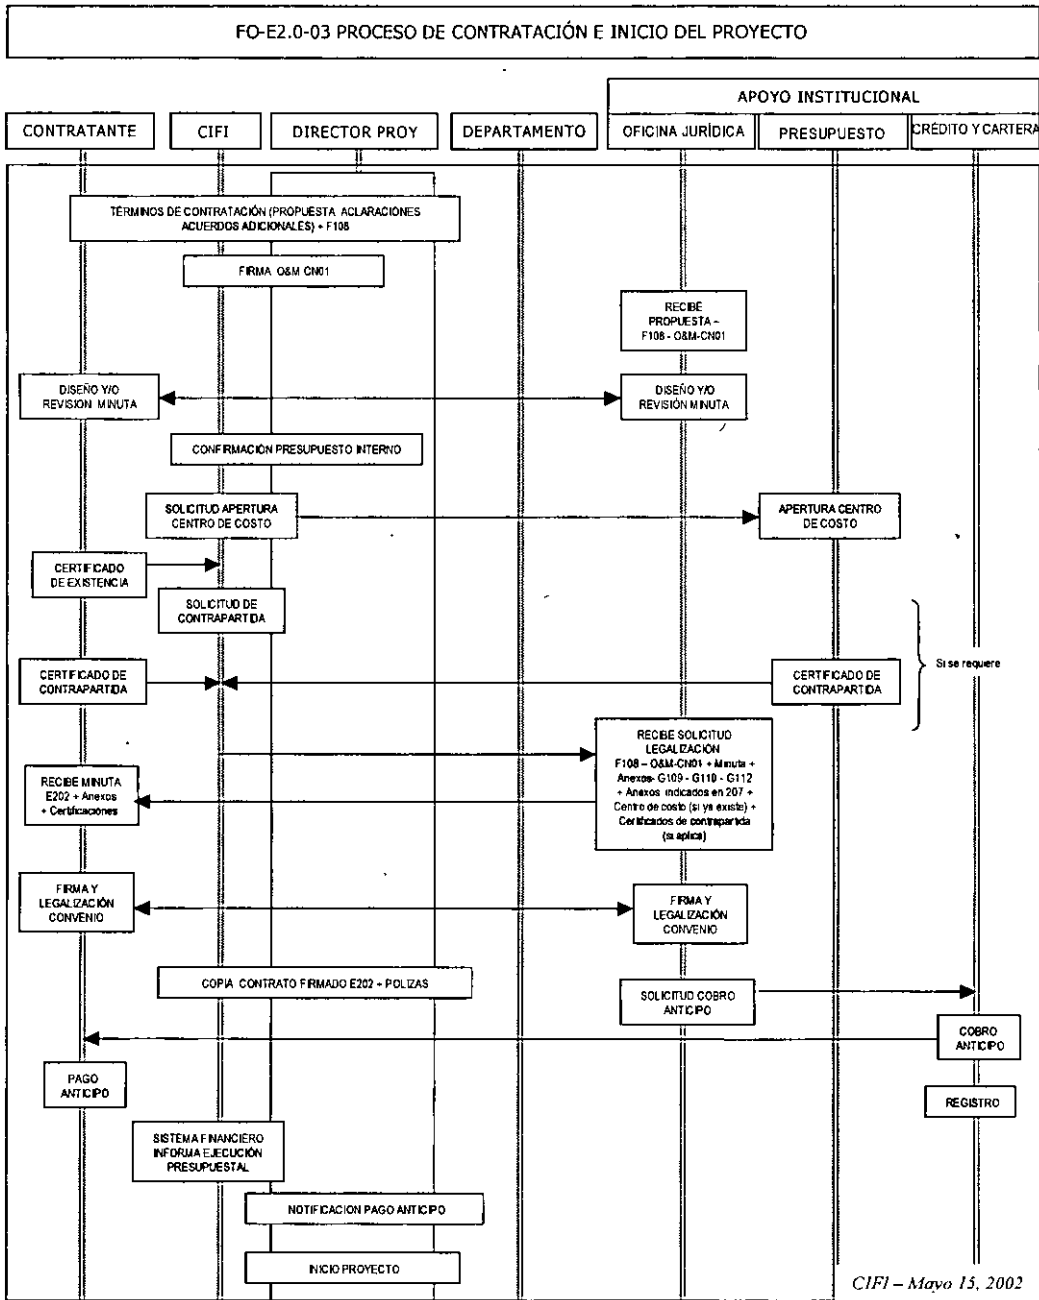 FO-E2.0-03 PROCESO DE CONTRATACIÓN E INICIO DEL PROYECTO
APOYO INSTITUCIONAL
CONTRATANTE
CIFI
DIRECTOR PROY
DEPARTAMENTO
OFICINA JURÍDICA
PRESUPUESTO
CRÉDITO Y CARTERA
TÉRMINOS DE CONTRATACIÓN (PROPUESTA ACLARACIONES
ACUERDOS ADICIONALES) + F108
FIRMA O&M CN01
RECIBE
PROPUESTA –
F108 - O&M-CN01
DISEÑO Y/O
REVISIÓN MINUTA
DISEÑO Y/O
REVISIÓN MINUTA
CONFIRMACIÓN PRESUPUESTO INTERNO
SOLICITUD APERTURA
CENTRO DE COSTO
APERTURA CENTRO
DE COSTO
CERTIFICADO
DE EXISTENCIA
SOLICITUD DE
CONTRAPARTIDA
Si se requere
CERTIFICADO DE
CONTRAPARTIDA
CERTIFICADO DE
CONTRAPARTIDA
RECIBE SOLICITUD
LEGALIZACIÓN
F108 – O&M-CN01 + Minuta +
Anexos- G109 - G110 - G112
+ Anexos indicados en 207 +
Centro de costo (si ya existe) +
Certificados de contrapartida
(si aplica)
RECIBE MINUTA
E202 + Anexos
+ Certificaciones
FIRMA Y
LEGALIZACIÓN
CONVENIO
FIRMA Y
LEGALIZACIÓN
CONVENIO
COPIA CONTRATO FIRMADO E202 + POLIZAS
SOLICITUD COBRO
ANTICIPO
COBRO
ANTICIPO
PAGO
ANTICIPO
REGISTRO
SISTEMA FINANCIERO
INFORMA EJECUCIÓN
PRESUPUESTAL
NOTIFICACION PAGO ANTICIPO
INICIO PROYECTO
CIFI – Mayo 15, 2002